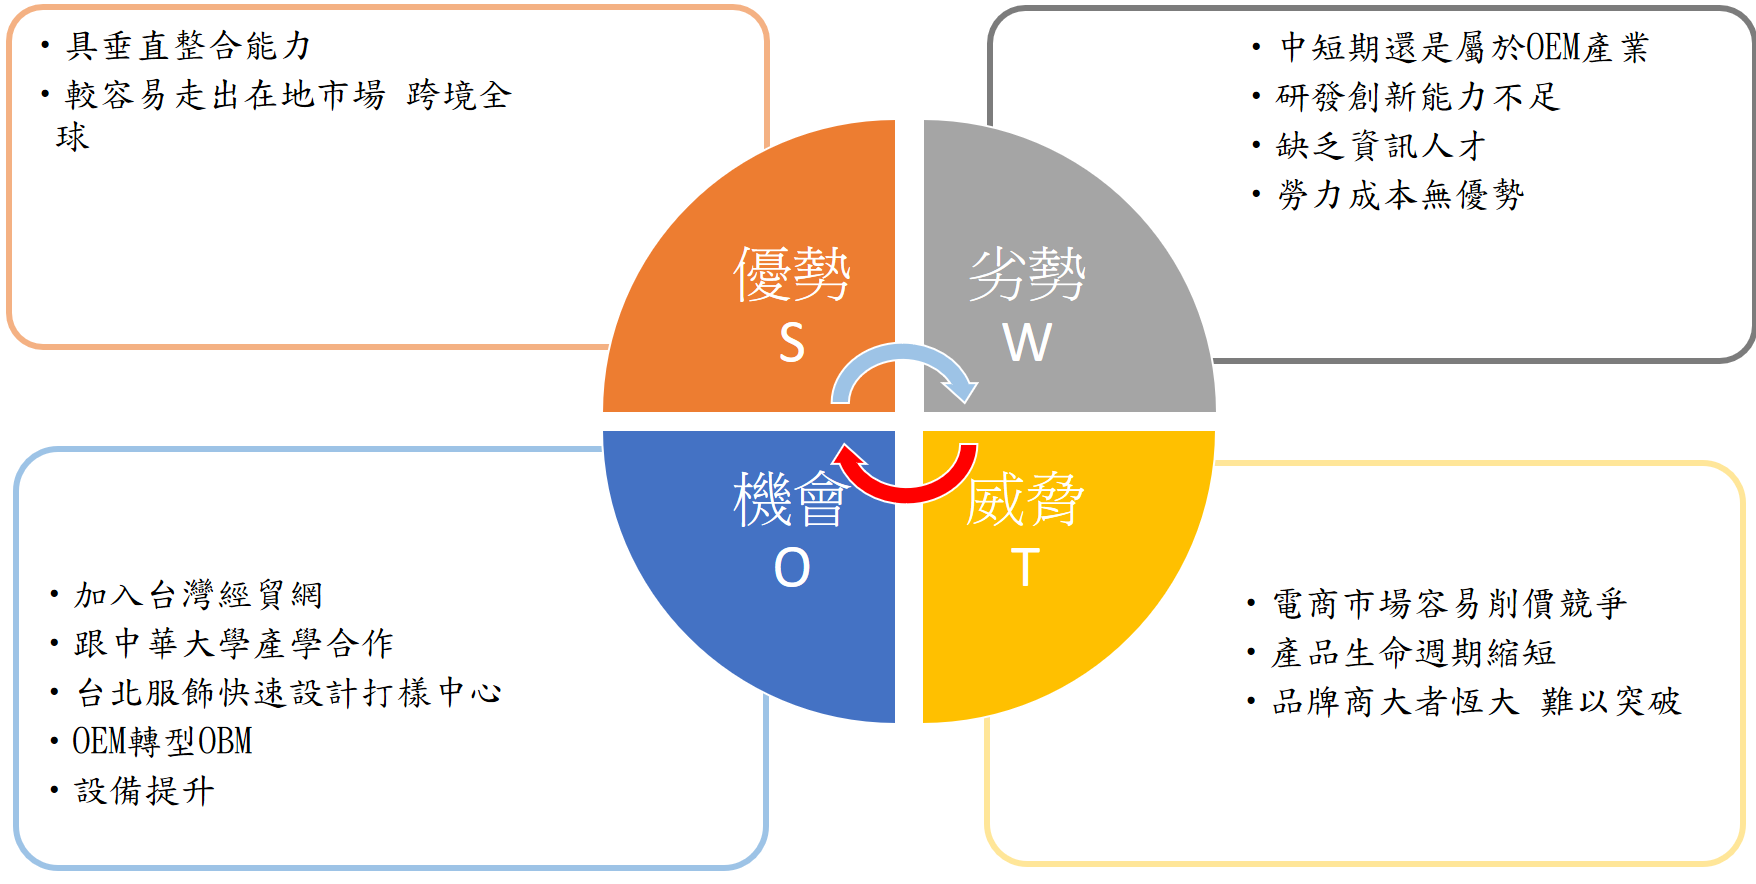 • 具垂直整合能力
• 較容易走出在地市場 跨境全
球
• 中短期還是屬於OEM產業
• 研發創新能力不足
• 缺乏資訊人才
• 勞力成本無優勢
優勢
S
劣勢
W
機會
O
威脅
T
• 加入台灣經貿網
• 跟中華大學產學合作
• 台北服飾快速設計打樣中心
• OEM轉型OBM
• 設備提升
• 電商市場容易削價競爭
• 產品生命週期縮短
• 品牌商大者恆大 難以突破